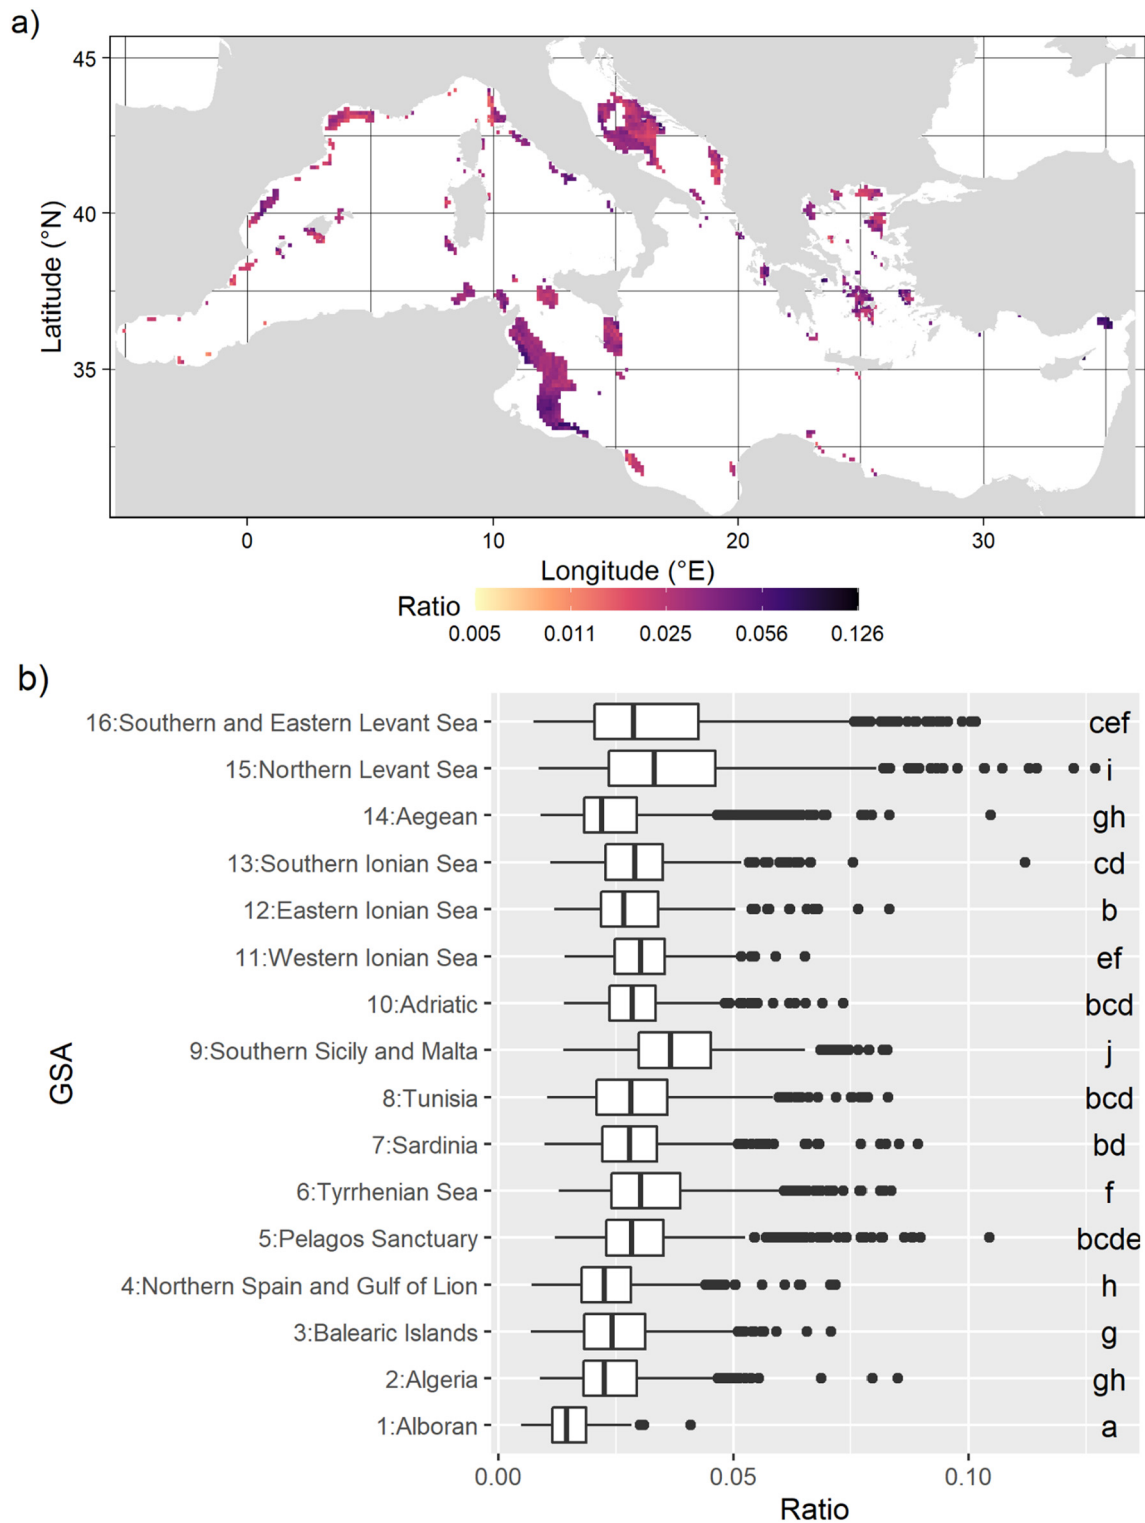 a)
45
40
35
Latitude (°N)
0
10
20
30
Longitude (°E)
Ratio
0.005
0.011
0.025
0.056
0.126
b)
16:Southern and Eastern Levant Sea
cef
15:Northern Levant Sea
i
14:Aegean
gh
13:Southern Ionian Sea
cd
12:Eastern Ionian Sea
b
11:Western Ionian Sea
ef
10:Adriatic
bcd
9:Southern Sicily and Malta
j
8:Tunisia
bcd
7:Sardinia
bd
6:Tyrrhenian Sea
f
5:Pelagos Sanctuary
bcde
4:Northern Spain and Gulf of Lion
h
3:Balearic Islands
g
2:Algeria
gh
1:Alboran
a
GSA
0.00
0.05
0.10
Ratio